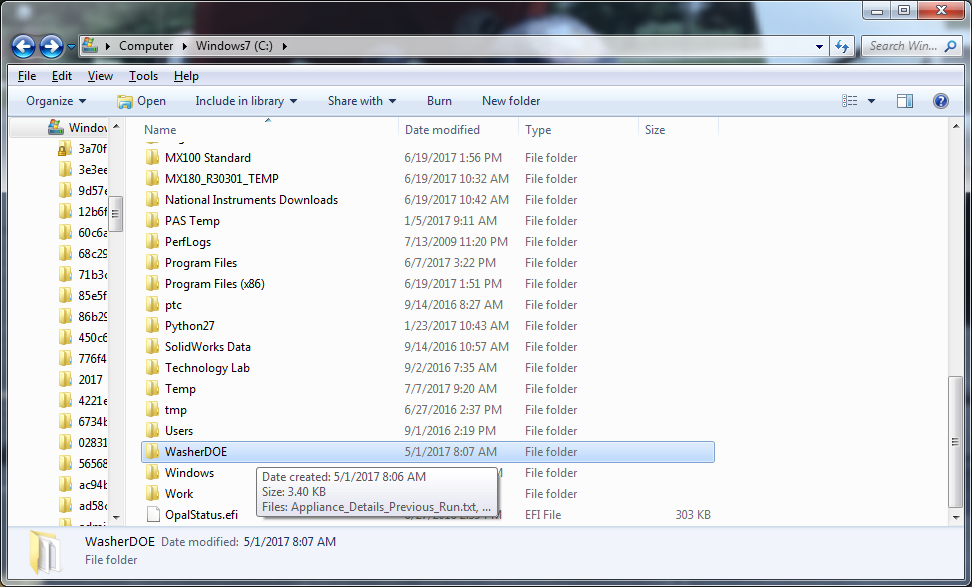 Computer Windows7 (C:) Search Win...
File Edit View Tools Help
Organize Open Include in library Share with Burn New folder
Name Date modified Type Size
Window
3a70f
3e3ee
9d57e
12b6f
60c6a
68c29
71b3c
85e5f
86b29
450c6
776f4
2017
4221e
6734b
02831
56568
ac94b
ad58c
MX100 Standard 6/19/2017 1:56 PM File folder
MX180_R30301_TEMP 6/19/2017 10:32 AM File folder
National Instruments Downloads 6/19/2017 10:42 AM File folder
PAS Temp 1/5/2017 9:11 AM File folder
PerfLogs 7/13/2009 11:20 PM File folder
Program Files 6/7/2017 3:22 PM File folder
Program Files (x86) 6/19/2017 1:51 PM File folder
ptc 9/14/2016 8:27 AM File folder
Python27 1/23/2017 10:43 AM File folder
SolidWorks Data 9/14/2016 10:57 AM File folder
Technology Lab 9/2/2016 7:35 AM File folder
Temp 7/7/2017 9:20 AM File folder
tmp 6/27/2016 2:37 PM File folder
Users 9/1/2016 2:19 PM File folder
WasherDOE 5/1/2017 8:07 AM File folder
Windows File folder
Work File folder
OpalStatus.efi EFI File 303 KB
Date created: 5/1/2017 8:06 AM
Size: 3.40 KB
Files: Appliance_Details_Previous_Run.txt, ...
WasherDOE Date modified: 5/1/2017 8:07 AM
File folder